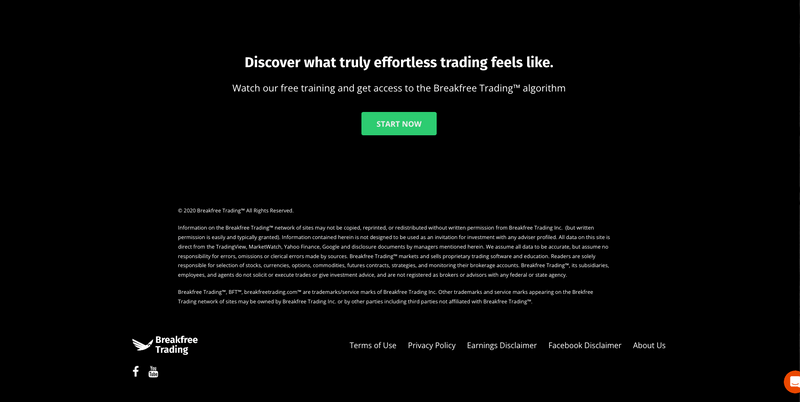 Discover what truly effortless trading feels like.
Watch our free training and get access to the Breakfree Trading™ algorithm
START NOW
© 2020 Breakfree Trading™ All Rights Reserved.
Information on the Breakfree Trading™ network of sites may not be copied, reprinted, or redistributed without written permission from Breakfree Trading Inc. (but written
permission is easily and typically granted). Information contained herein is not designed to be used as an invitation for investment with any adviser profiled. All data on this site is
direct from the TradingView, MarketWatch, Yahoo Finance, Google and disclosure documents by managers mentioned herein. We assume all data to be accurate, but assume no
responsibility for errors, omissions or clerical errors made by sources. Breakfree Trading™ markets and sells proprietary trading software and education. Readers are solely
responsible for selection of stocks, currencies, options, commodities, futures contracts, strategies, and monitoring their brokerage accounts. Breakfree Trading™, its subsidiaries,
employees, and agents do not solicit or execute trades or give investment advice, and are not registered as brokers or advisors with any federal or state agency.
Breakfree Trading™, BFT™, breakfreetrading.com™ are trademarks/service marks of Breakfree Trading Inc. Other trademarks and service marks appearing on the Brekfree
Trading network of sites may be owned by Breakfree Trading Inc. or by other parties including third parties not affiliated with Breakfree Trading™.
Breakfree
Trading
Terms of Use Privacy Policy Earnings Disclaimer Facebook Disclaimer About Us
You
Tube